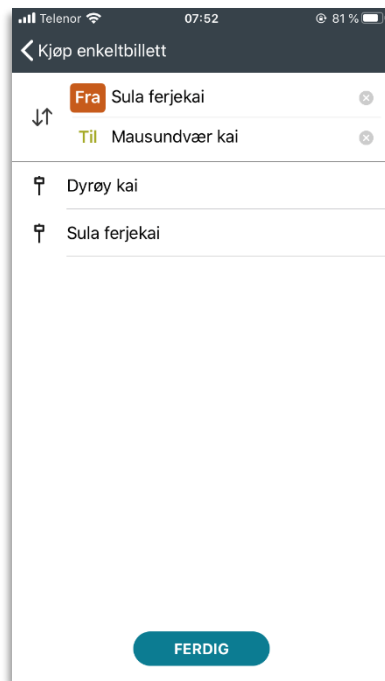 Telenor 07:52 81 %
Kjøp enkeltbillett
Fra Sula ferjekai
Til Mausundvær kai
Dyrøy kai
Sula ferjekai
FERDIG